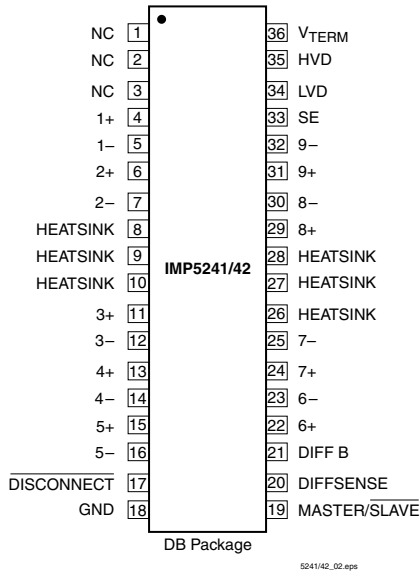 NC 1 36 VTERM
NC 2 35 HVD
NC 3 34 LVD
1+ 4 33 SE
1– 5 32 9–
2+ 6 31 9+
2– 7 30 8–
HEATSINK 8 29 8+
HEATSINK 9 28 HEATSINK
IMP5241/42
HEATSINK 10 27 HEATSINK
3+ 11 26 HEATSINK
3– 12 25 7–
4+ 13 24 7+
4– 14 23 6–
5+ 15 22 6+
5– 16 21 DIFF B
DISCONNECT 17 20 DIFFSENSE
GND 18 19 MASTER/SLAVE
DB Package
5241/42_02.eps